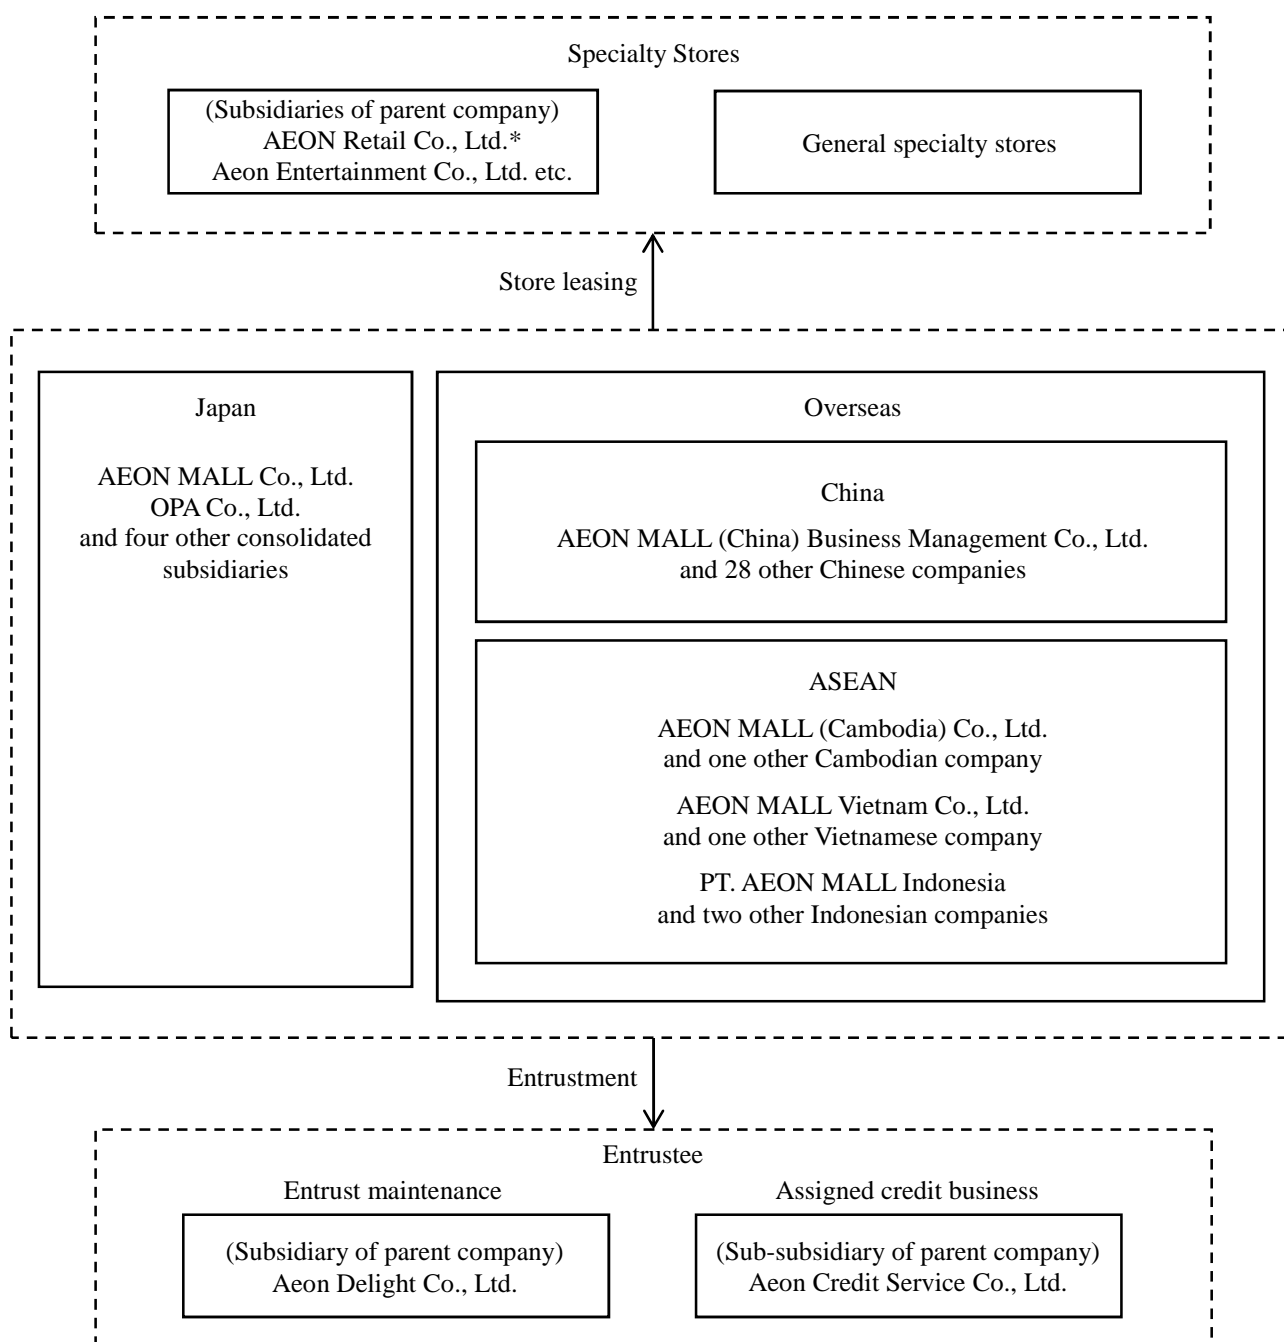 Specialty Stores
(Subsidiaries of parent company)
AEON Retail Co., Ltd.*
Aeon Entertainment Co., Ltd. etc.
General specialty stores
Store leasing
Japan
AEON MALL Co., Ltd.
OPA Co., Ltd.
and four other consolidated
subsidiaries
Overseas
China
AEON MALL (China) Business Management Co., Ltd.
and 28 other Chinese companies
ASEAN
AEON MALL (Cambodia) Co., Ltd.
and one other Cambodian company
AEON MALL Vietnam Co., Ltd.
and one other Vietnamese company
PT. AEON MALL Indonesia
and two other Indonesian companies
Entrustment
Entrustee
Entrust maintenance
(Subsidiary of parent company)
Aeon Delight Co., Ltd.
Assigned credit business
(Sub-subsidiary of parent company)
Aeon Credit Service Co., Ltd.